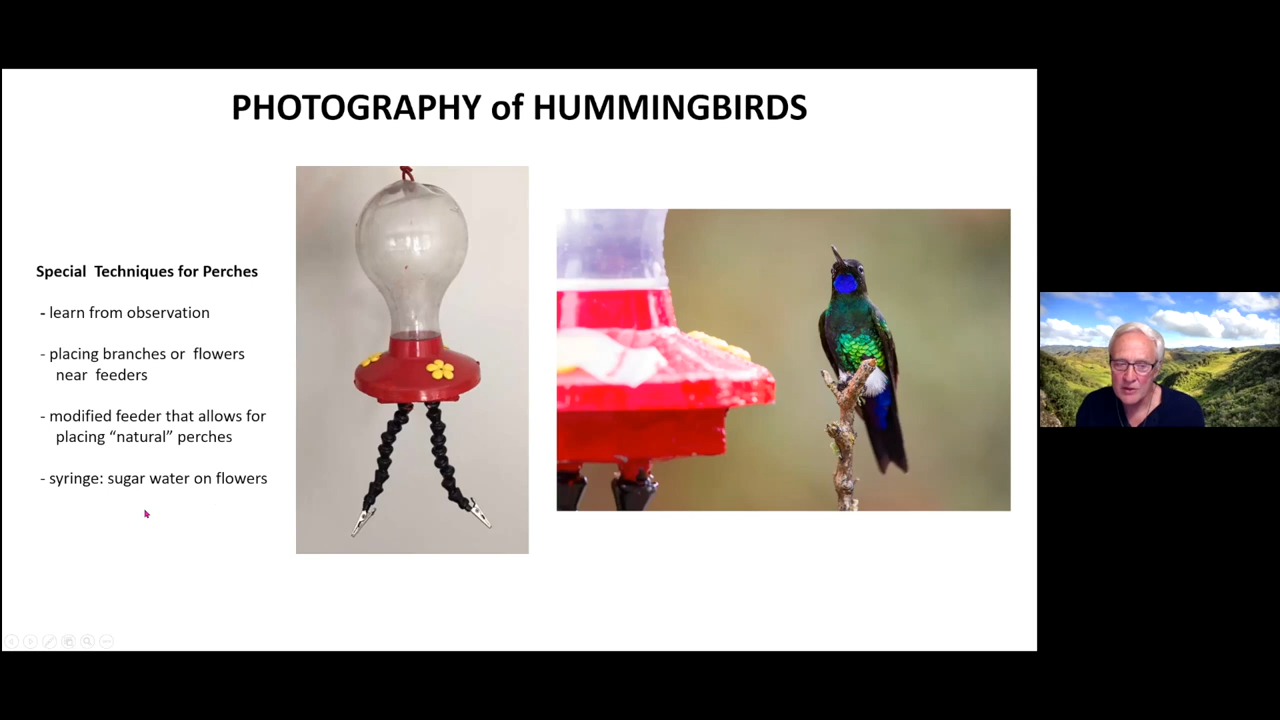 PHOTOGRAPHY of HUMMINGBIRDS
Special Techniques for Perches
- learn from observation
- placing branches or flowers
near feeders
- modified feeder that allows for
placing “natural” perches
- syringe: sugar water on flowers